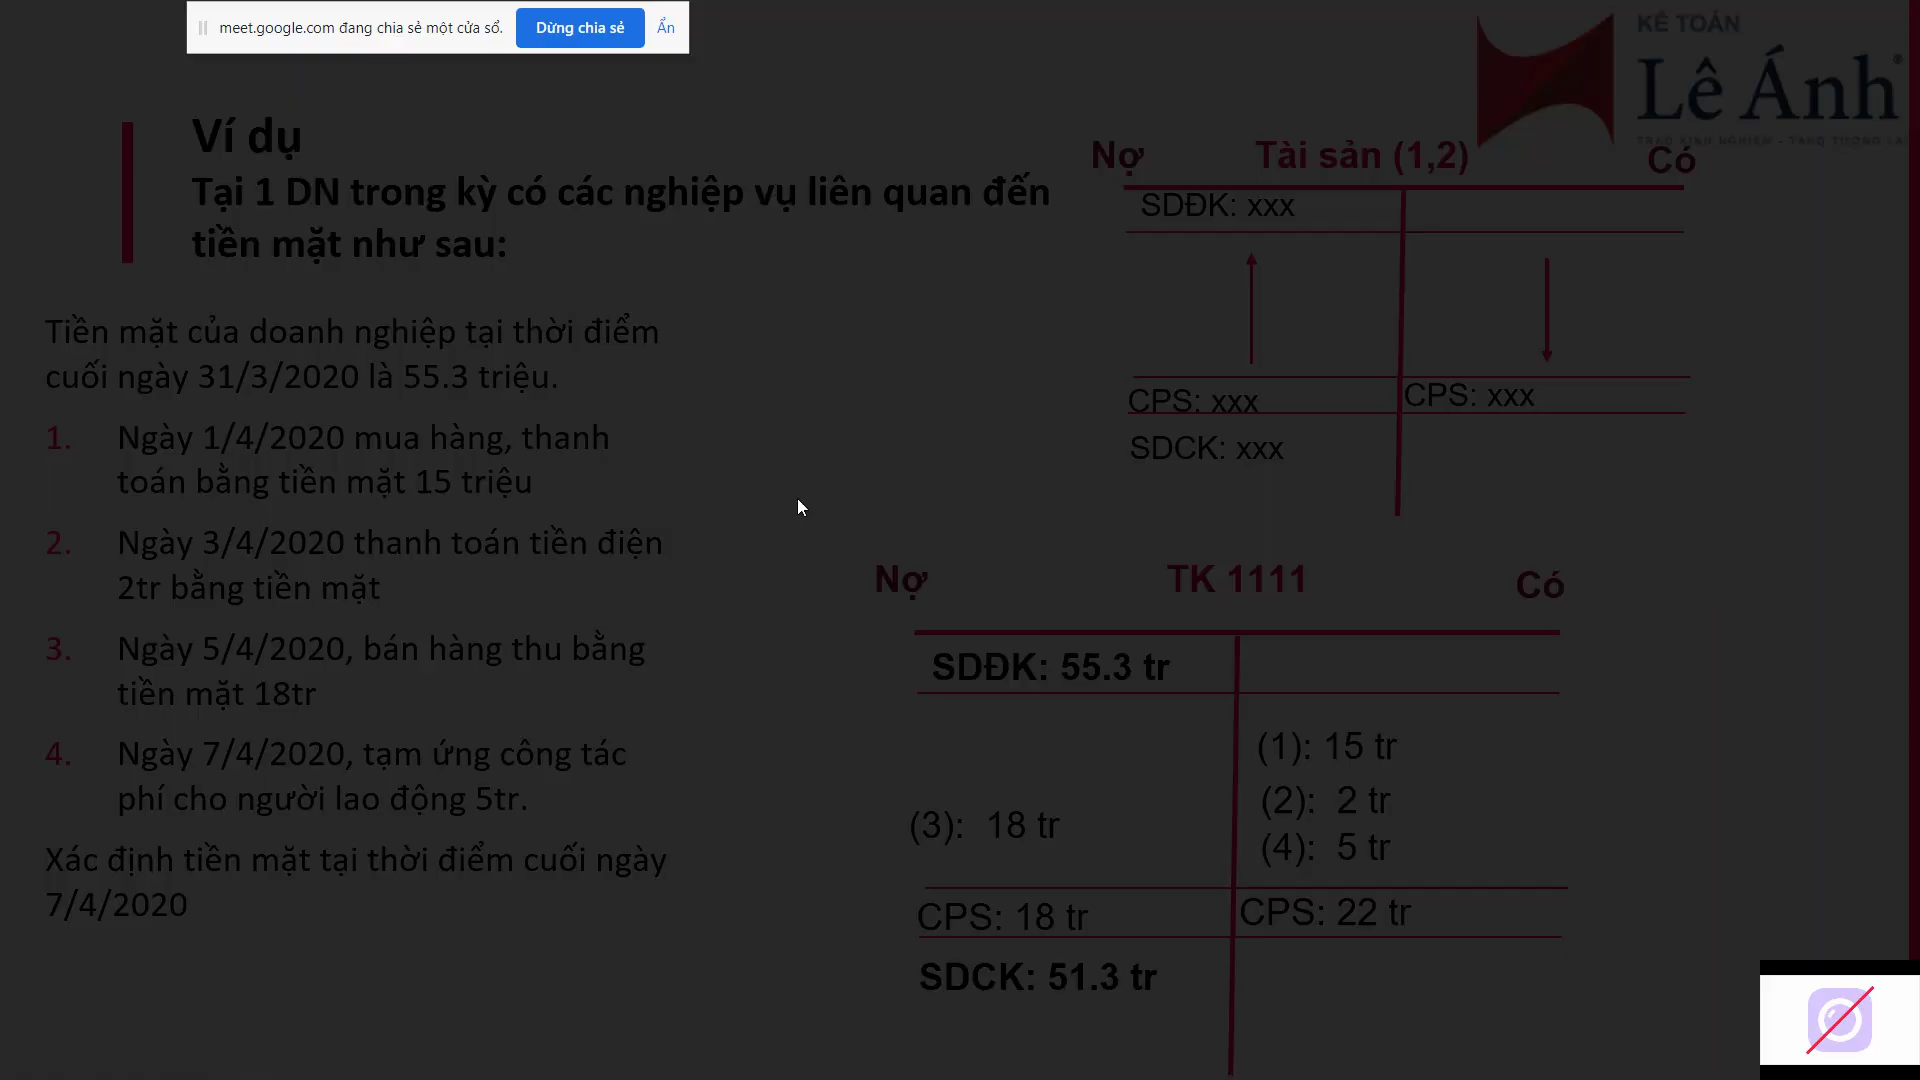 meet.google.com đang chia sẻ một cửa sổ.
Dừng chia sẻ
Ẩn
KẾ TOÁN
Lê Ánh
Ví dụ
Tại 1 DN trong kỳ có các nghiệp vụ liên quan đến
tiền mặt như sau:
Tiền mặt của doanh nghiệp tại thời điểm
cuối ngày 31/3/2020 là 55.3 triệu.
1. Ngày 1/4/2020 mua hàng, thanh
toán bằng tiền mặt 15 triệu
2. Ngày 3/4/2020 thanh toán tiền điện
2tr bằng tiền mặt
3. Ngày 5/4/2020, bán hàng thu bằng
tiền mặt 18tr
4. Ngày 7/4/2020, tạm ứng công tác
phí cho người lao động 5tr.
Xác định tiền mặt tại thời điểm cuối ngày
7/4/2020
Nợ Tài sản (1,2) Có
SDĐK: xxx
CPS: xxx CPS: xxx
SDCK: xxx
Nợ TK 1111 Có
SDĐK: 55.3 tr
(1): 15 tr
(2): 2 tr
(3): 18 tr
(4): 5 tr
CPS: 18 tr CPS: 22 tr
SDCK: 51.3 tr